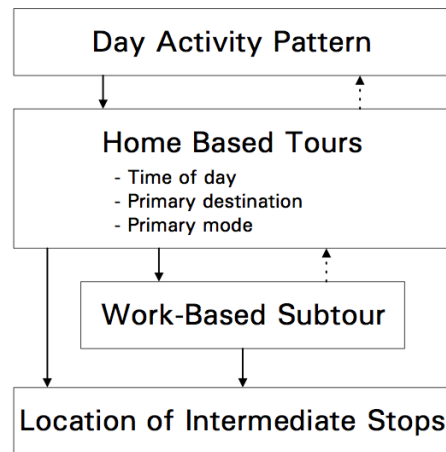 Day Activity Pattern
Home Based Tours
- Time of day
- Primary destination
- Primary mode
Work-Based Subtour
Location of Intermediate Stops